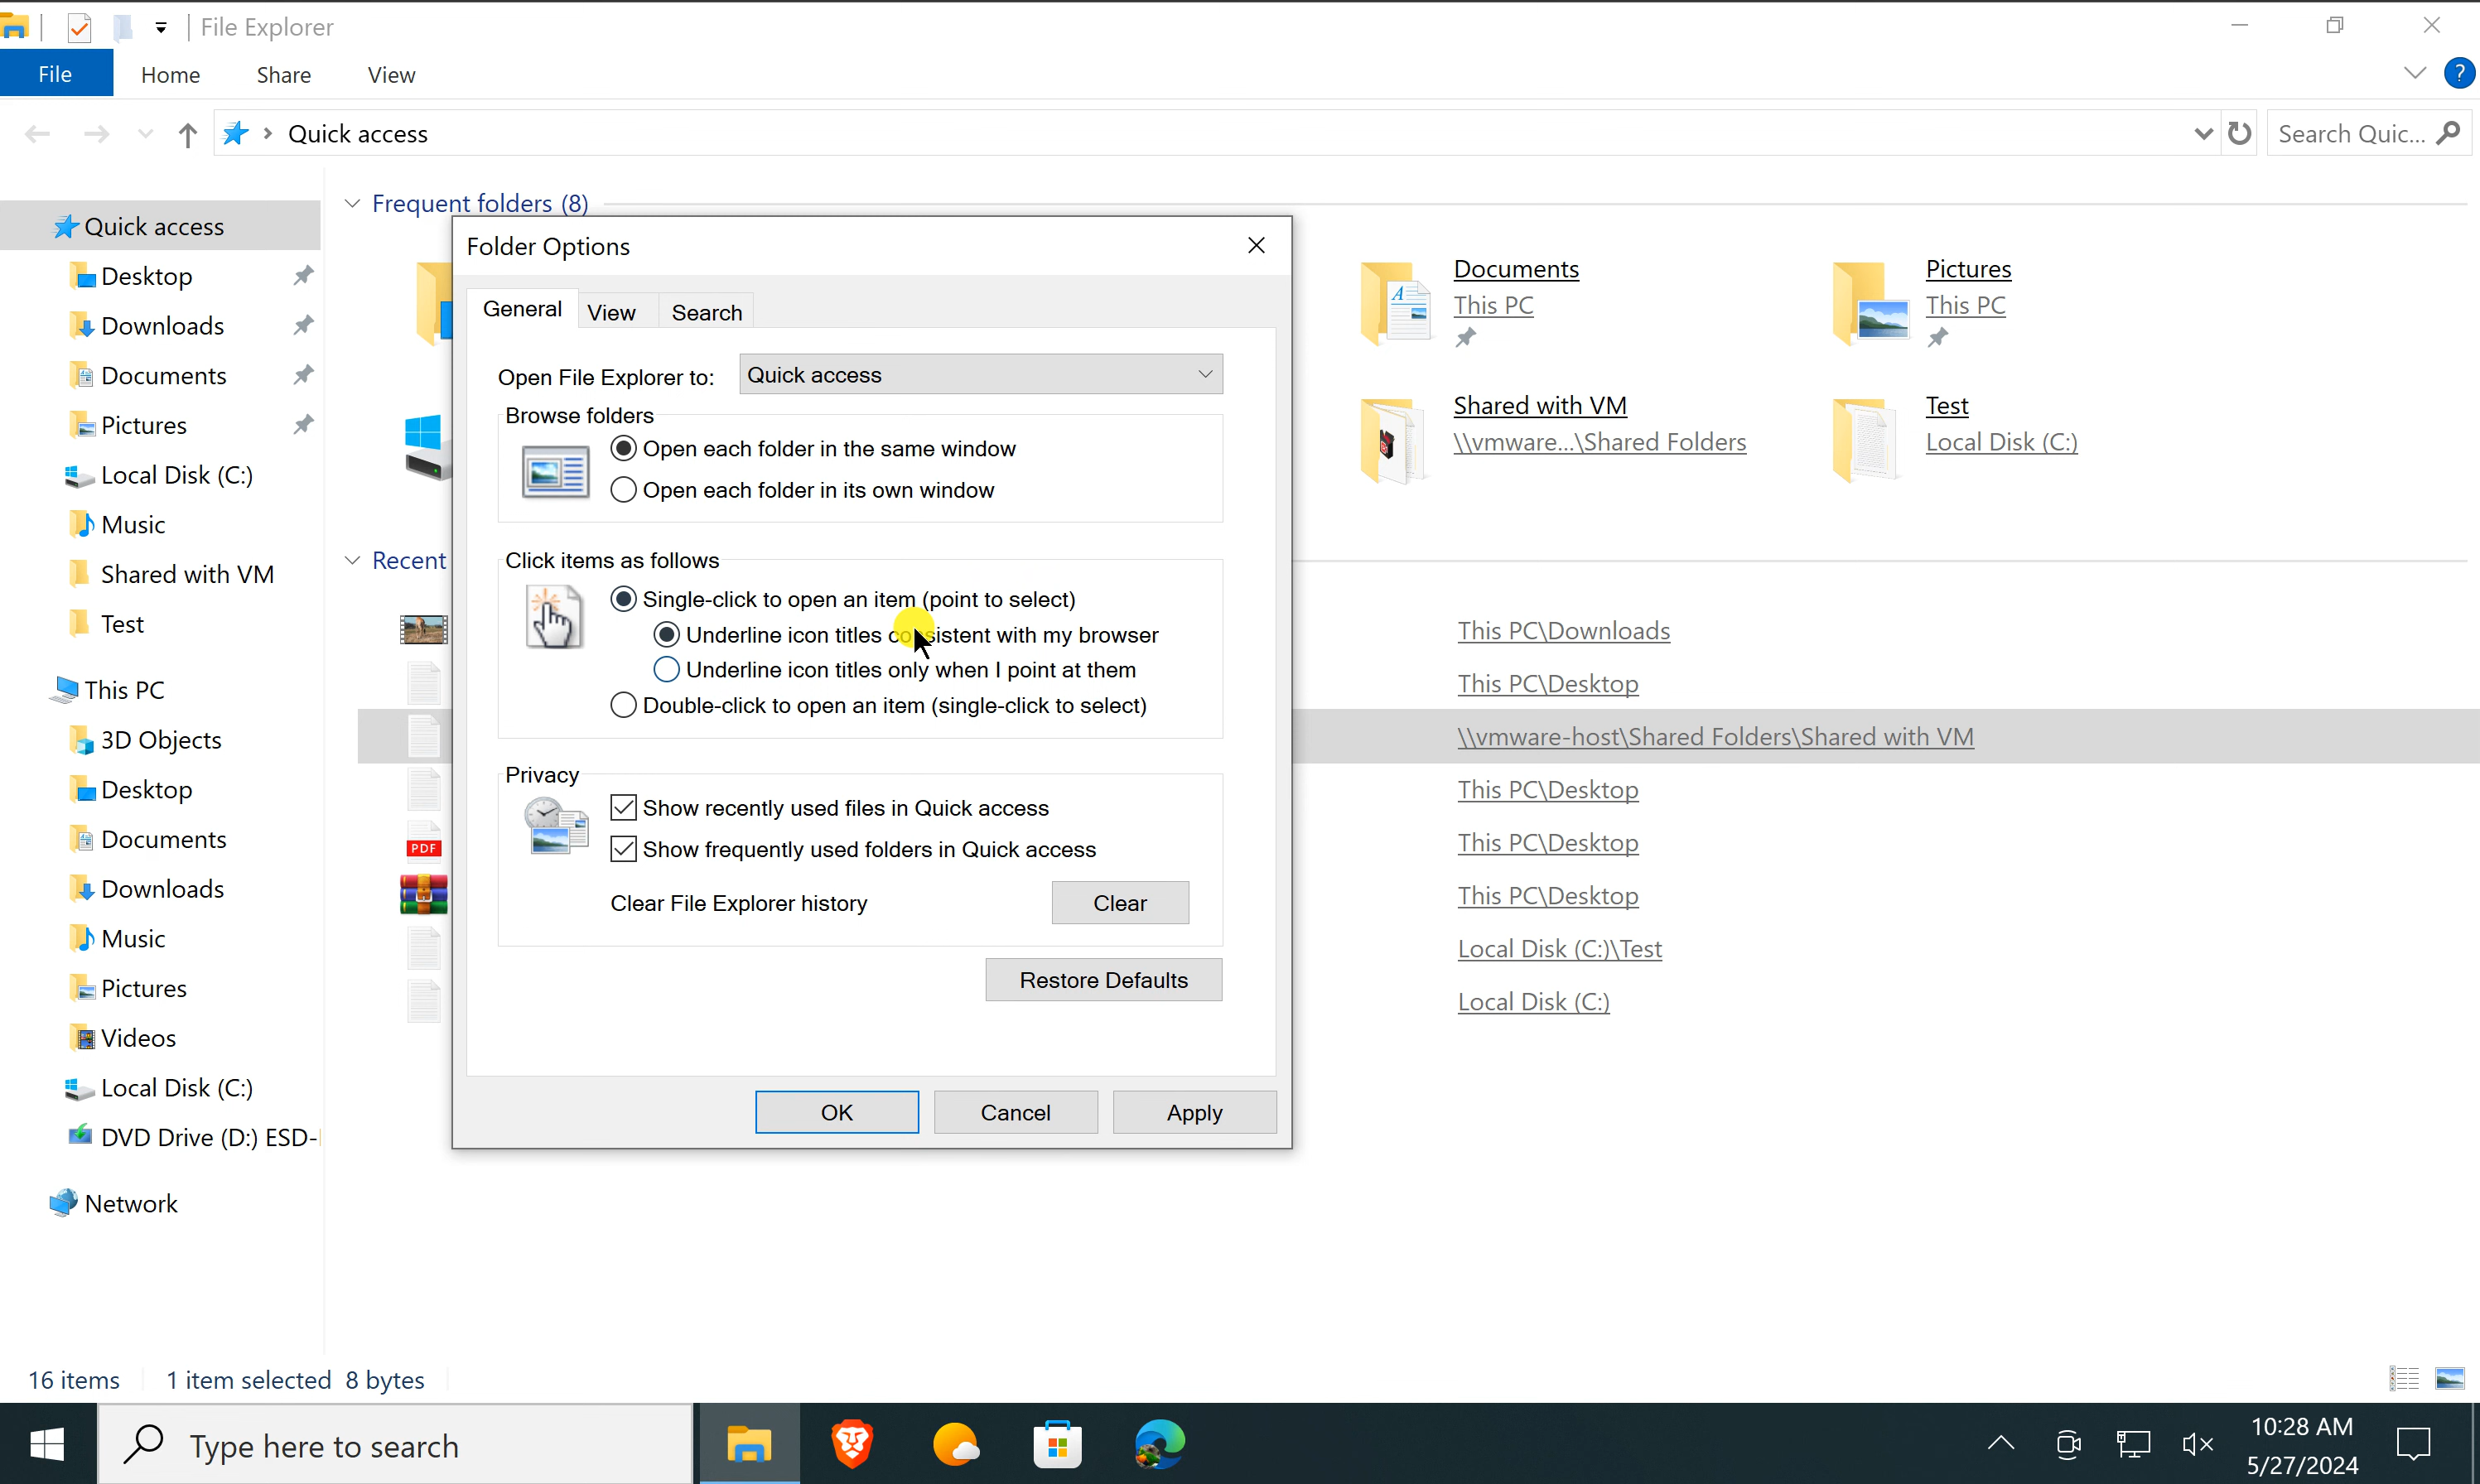 File Explorer
File Home Share View ?
Quick access Search Quic...
Quick access
Desktop
Downloads
Documents
Pictures
Local Disk (C:)
Music
Shared with VM
Test
This PC
3D Objects
Desktop
Documents
Downloads
Music
Pictures
Videos
Local Disk (C:)
DVD Drive (D:) ESD-
Network
Frequent folders (8)
Documents
This PC
Pictures
This PC
Shared with VM
\\vmware...\Shared Folders
Test
Local Disk (C:)
Recent
PDF
This PC\Downloads
This PC\Desktop
\\vmware-host\Shared Folders\Shared with VM
This PC\Desktop
This PC\Desktop
This PC\Desktop
Local Disk (C:)\Test
Local Disk (C:)
Folder Options
General View Search
Open File Explorer to: Quick access
Browse folders
Open each folder in the same window
Open each folder in its own window
Click items as follows
Single-click to open an item (point to select)
Underline icon titles consistent with my browser
Underline icon titles only when I point at them
Double-click to open an item (single-click to select)
Privacy
Show recently used files in Quick access
Show frequently used folders in Quick access
Clear File Explorer history Clear
Restore Defaults
OK Cancel Apply
16 items 1 item selected 8 bytes
Type here to search
10:28 AM
5/27/2024